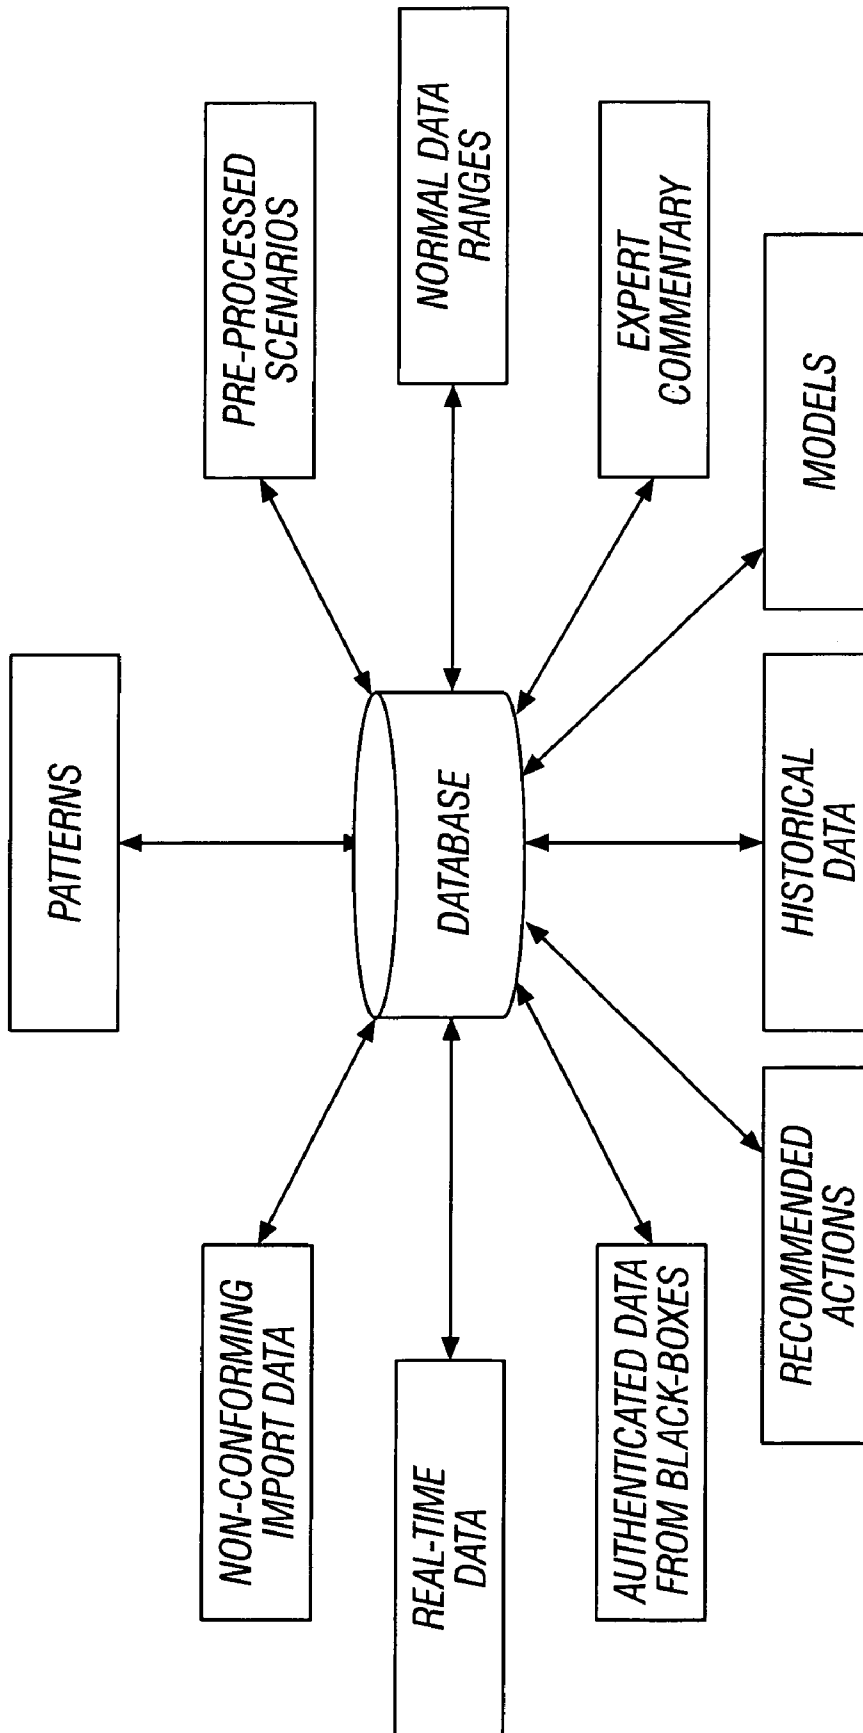 PATTERNS
NON-CONFORMING
IMPORT DATA
PRE-PROCESSED
SCENARIOS
REAL-TIME
DATA
DATABASE
NORMAL DATA
RANGES
AUTHENTICATED DATA
FROM BLACK-BOXES
EXPERT
COMMENTARY
RECOMMENDED
ACTIONS
HISTORICAL
DATA
MODELS